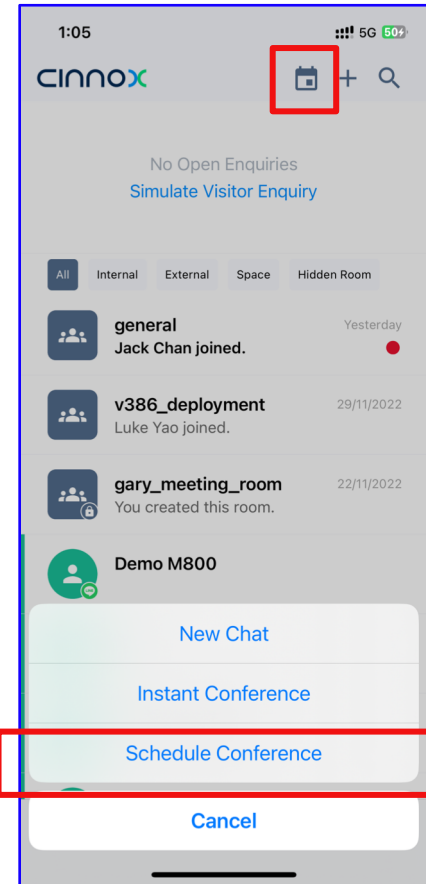 1:05 5G 50
CINNOX
No Open Enquiries
Simulate Visitor Enquiry
All Internal External Space Hidden Room
general Yesterday
Jack Chan joined.
v386_deployment 29/11/2022
Luke Yao joined.
gary_meeting_room 22/11/2022
You created this room.
Demo M800
New Chat
Instant Conference
Schedule Conference
Cancel